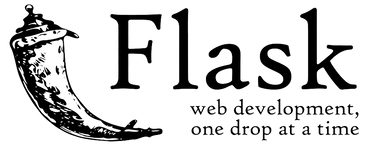 Flask
web development,
one drop at a time